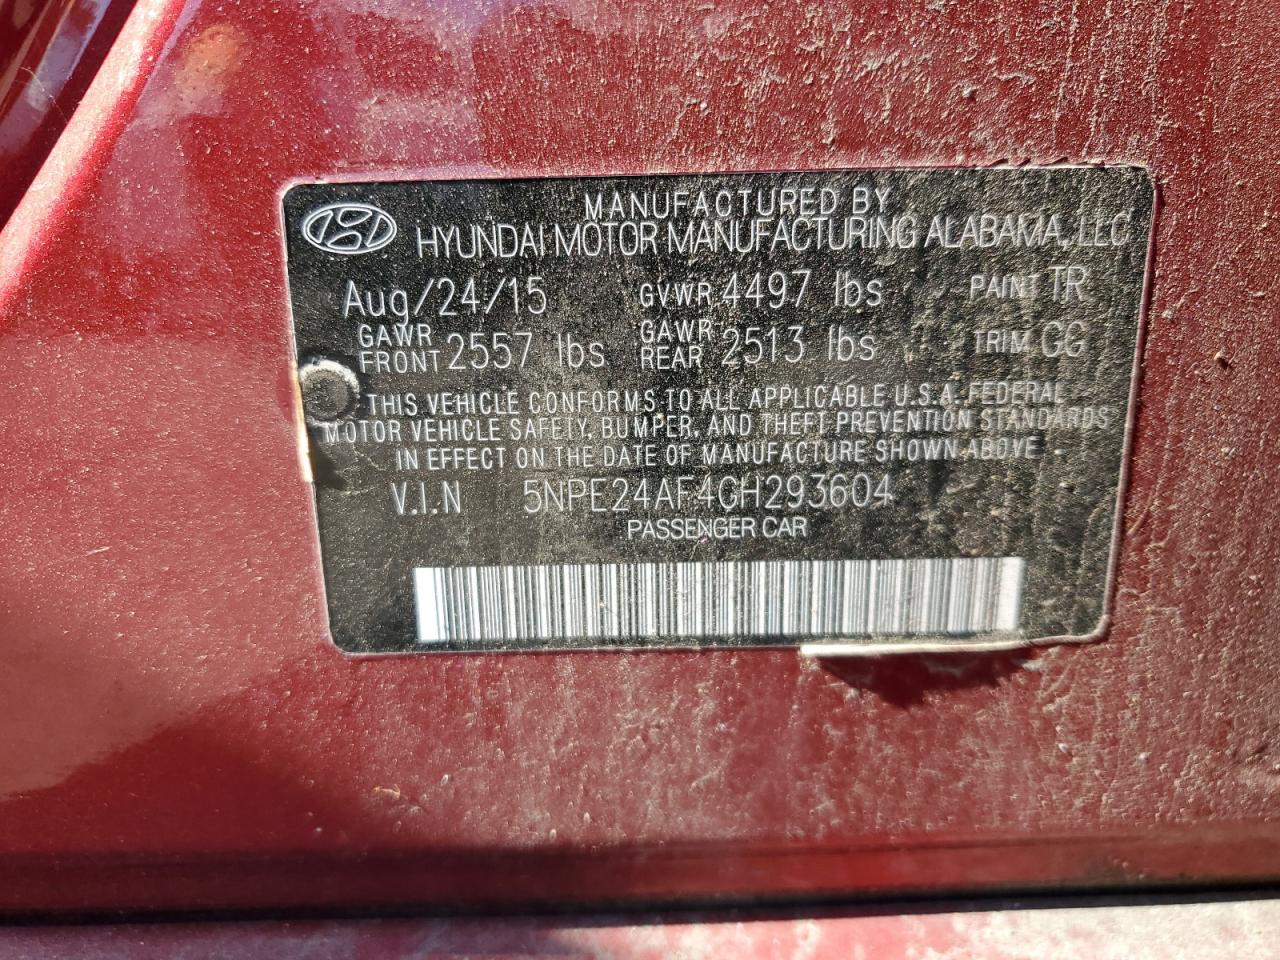 MANUFACTURED BY
HYUNDAI MOTOR MANUFACTURING ALABAMA, LLC
Aug/24/15 GVWR 4497 lbs PAINT TR
GAWR FRONT 2557 lbs GAWR REAR 2513 lbs TRIM GG
THIS VEHICLE CONFORMS TO ALL APPLICABLE U.S.A. FEDERAL
MOTOR VEHICLE SAFETY, BUMPER, AND THEFT PREVENTION STANDARDS
IN EFFECT ON THE DATE OF MANUFACTURE SHOWN ABOVE
V.I.N 5NPE24AF4GH293604
PASSENGER CAR